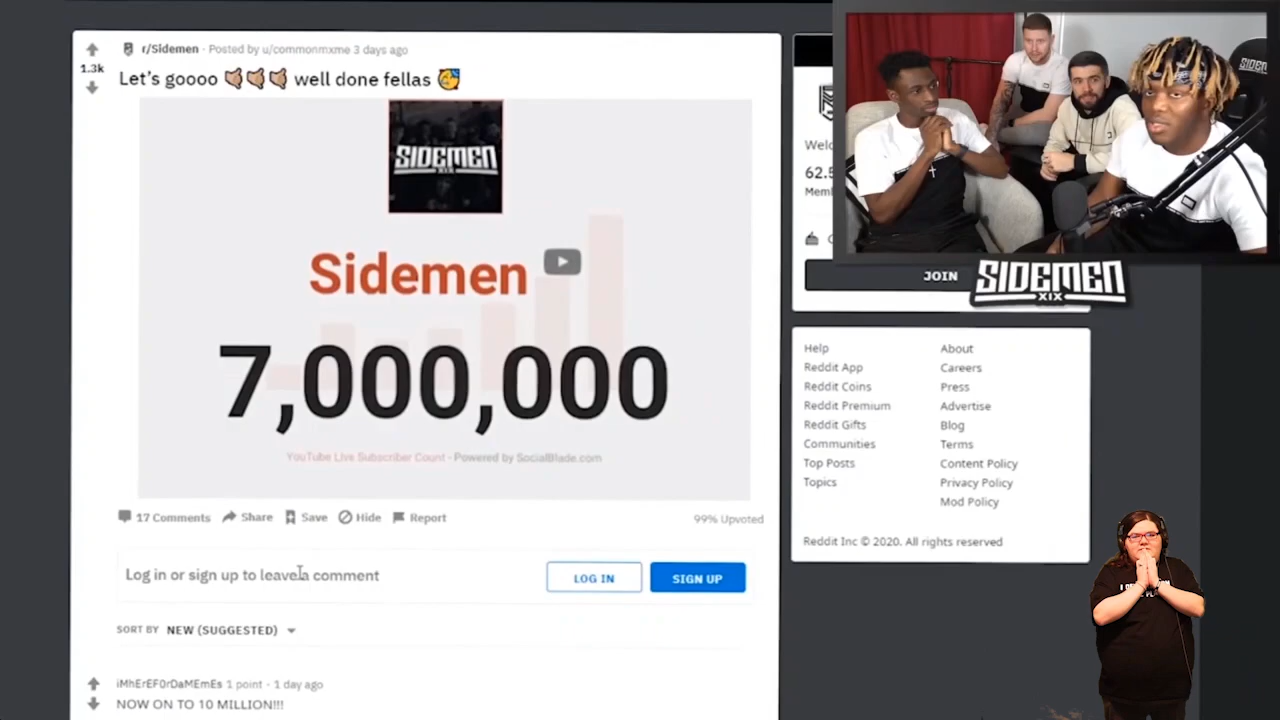 r/Sidemen · Posted by u/commonmxme 3 days ago
1.3k
Let's goooo 🤙🏼🤙🏼🤙🏼 well done fellas 🥳
SIDEMEN
XIX
Sidemen
7,000,000
YouTube Live Subscriber Count - Powered by SocialBlade.com
17 Comments Share Save Hide Report
99% Upvoted
Log in or sign up to leave a comment
LOG IN
SIGN UP
SORT BY NEW (SUGGESTED)
iMhErEF0rDaMEmEs 1 point · 1 day ago
NOW ON TO 10 MILLION!!!
62.5
JOIN
SIDEMEN
XIX
Help
Reddit App
Reddit Coins
Reddit Premium
Reddit Gifts
Communities
Top Posts
Topics
About
Careers
Press
Advertise
Blog
Terms
Content Policy
Privacy Policy
Mod Policy
Reddit Inc © 2020. All rights reserved